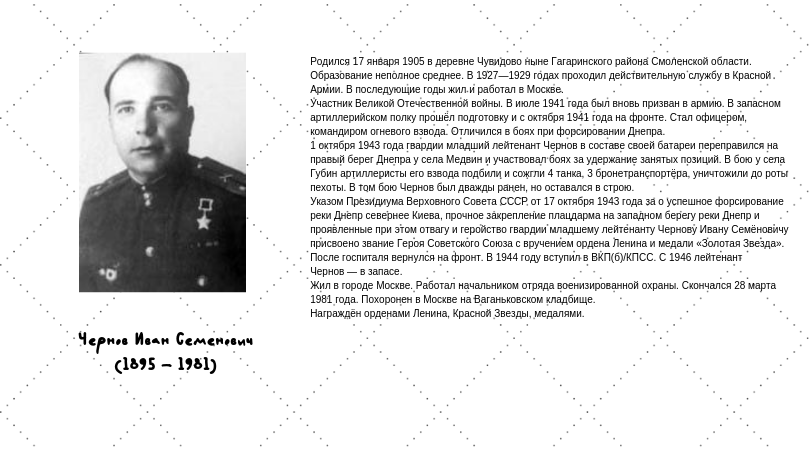 Родился 17 января 1905 в деревне Чувидово ныне Гагаринского района Смоленской области.
Образование неполное среднее. В 1927—1929 годах проходил действительную службу в Красной
Армии. В последующие годы жил и работал в Москве.
Участник Великой Отечественной войны. В июле 1941 года был вновь призван в армию. В запасном
артиллерийском полку прошёл подготовку и с октября 1941 года на фронте. Стал офицером,
командиром огневого взвода. Отличился в боях при форсировании Днепра.
1 октября 1943 года гвардии младший лейтенант Чернов в составе своей батареи переправился на
правый берег Днепра у села Медвин и участвовал боях за удержание занятых позиций. В бою у села
Губин артиллеристы его взвода подбили и сожгли 4 танка, 3 бронетранспортёра, уничтожили до роты
пехоты. В том бою Чернов был дважды ранен, но оставался в строю.
Указом Президиума Верховного Совета СССР от 17 октября 1943 года за о успешное форсирование
реки Днепр севернее Киева, прочное закрепление плацдарма на западном берегу реки Днепр и
проявленные при этом отвагу и геройство гвардии младшему лейтенанту Чернову Ивану Семёновичу
присвоено звание Героя Советского Союза с вручением ордена Ленина и медали «Золотая Звезда».
После госпиталя вернулся на фронт. В 1944 году вступил в ВКП(б)/КПСС. С 1946 лейтенант
Чернов — в запасе.
Жил в городе Москве. Работал начальником отряда военизированной охраны. Скончался 28 марта
1981 года. Похоронен в Москве на Ваганьковском кладбище.
Награждён орденами Ленина, Красной Звезды, медалями.
Чернов Иван Семенович
(1895 – 1981)